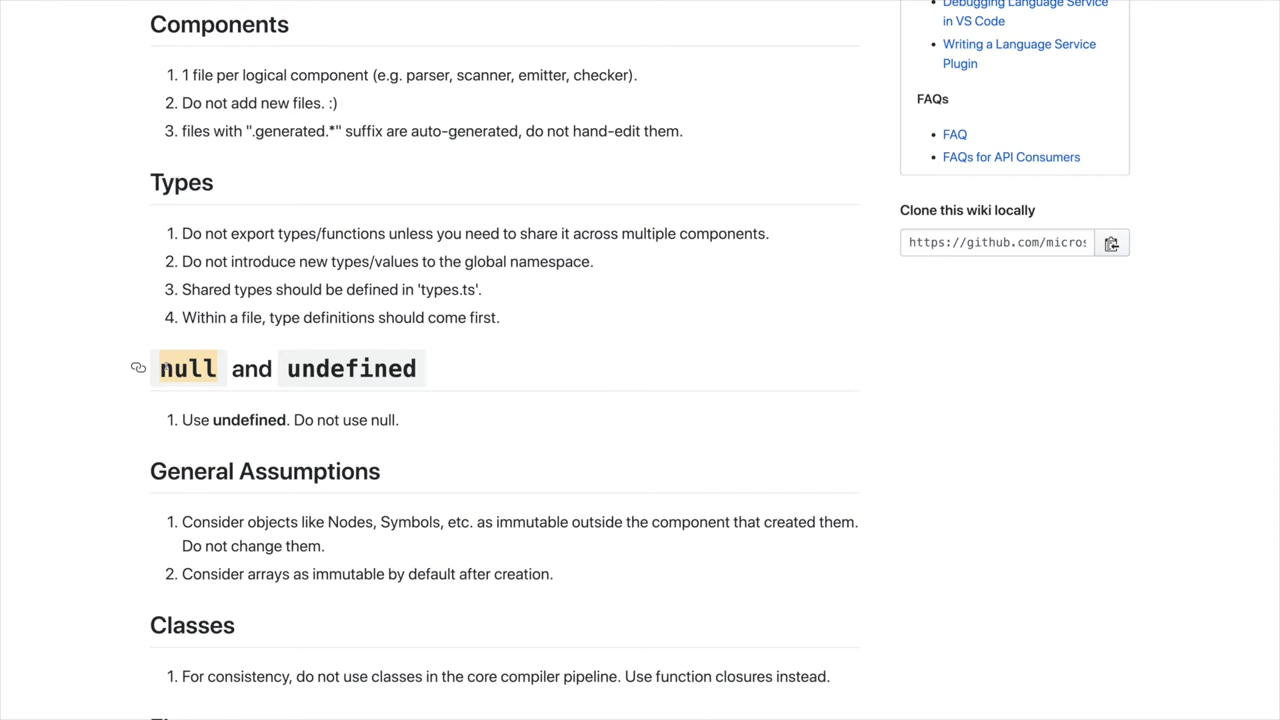 Components
1. 1 file per logical component (e.g. parser, scanner, emitter, checker).
2. Do not add new files. :)
3. files with ".generated.*" suffix are auto-generated, do not hand-edit them.
Types
1. Do not export types/functions unless you need to share it across multiple components.
2. Do not introduce new types/values to the global namespace.
3. Shared types should be defined in 'types.ts'.
4. Within a file, type definitions should come first.
null and undefined
1. Use undefined. Do not use null.
General Assumptions
1. Consider objects like Nodes, Symbols, etc. as immutable outside the component that created them.
Do not change them.
2. Consider arrays as immutable by default after creation.
Classes
1. For consistency, do not use classes in the core compiler pipeline. Use function closures instead.
Debugging Language Service
in VS Code
Writing a Language Service
Plugin
FAQs
FAQ
FAQs for API Consumers
Clone this wiki locally
https://github.com/micros